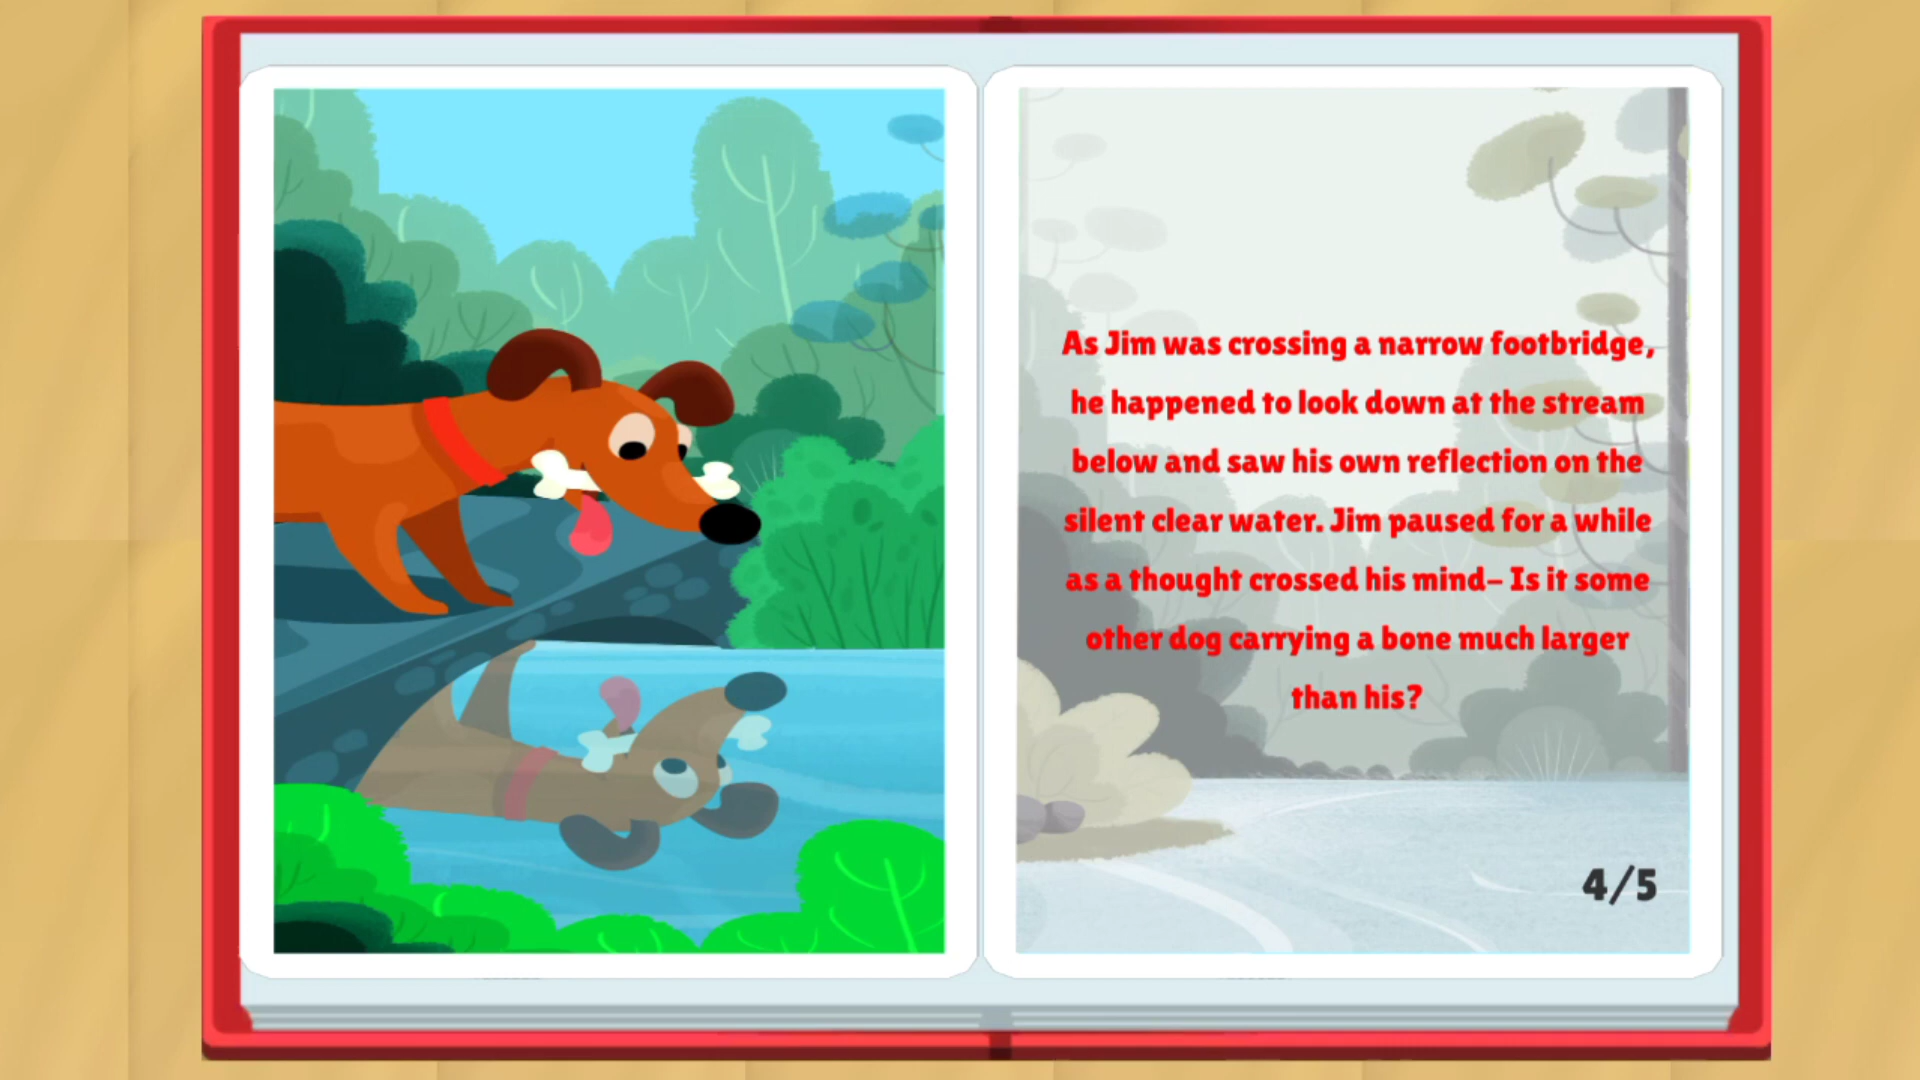 As Jim was crossing a narrow footbridge,
he happened to look down at the stream
below and saw his own reflection on the
silent clear water. Jim paused for a while
as a thought crossed his mind– Is it some
other dog carrying a bone much larger
than his?
4/5